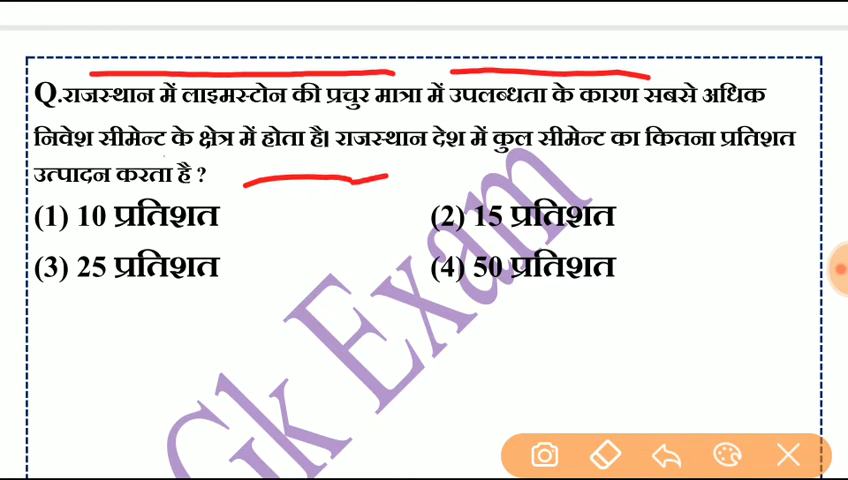 Q.राजस्थान में लाइमस्टोन की प्रचुर मात्रा में उपलब्धता के कारण सबसे अधिक
निवेश सीमेन्ट के क्षेत्र में होता है। राजस्थान देश में कुल सीमेन्ट का कितना प्रतिशत
उत्पादन करता है ?
(1) 10 प्रतिशत (2) 15 प्रतिशत
(3) 25 प्रतिशत (4) 50 प्रतिशत
Gk Exam